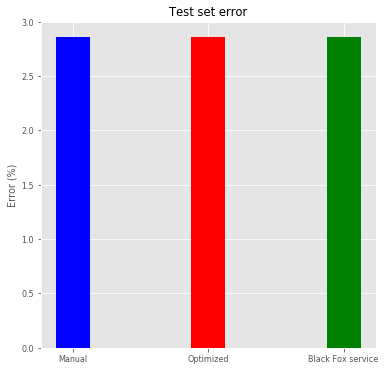 Test set error
Error (%)
3.0
2.5
2.0
1.5
1.0
0.5
0.0
Manual
Optimized
Black Fox service